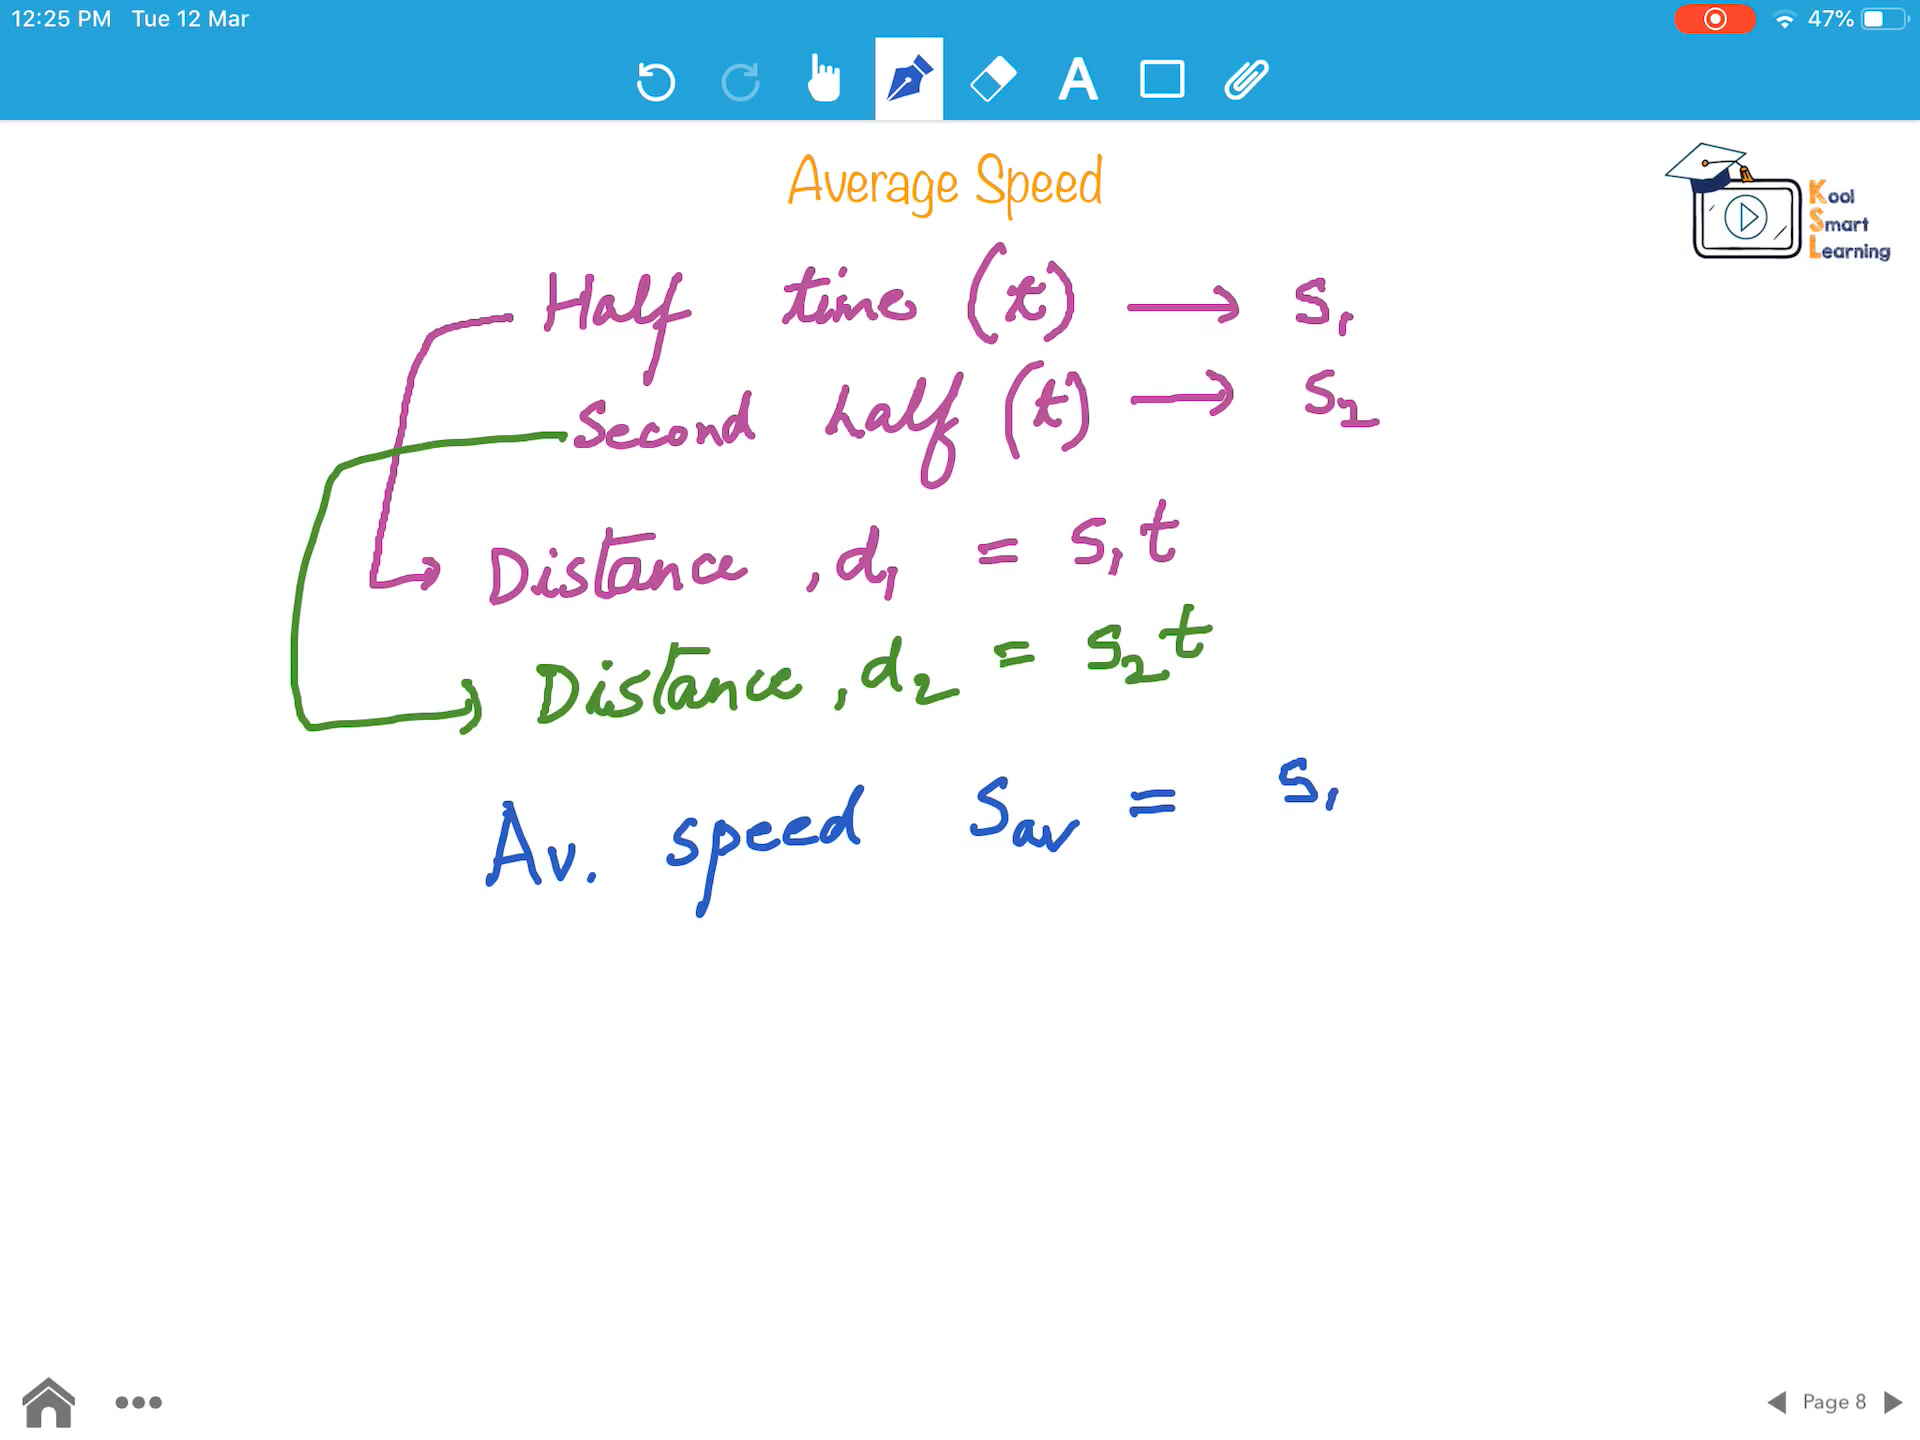 12:25 PM Tue 12 Mar
47%
A
Average Speed
Kool
Smart
Learning
Half time (t) → S₁
Second half (t) → S₂
Distance, d₁ = S₁t
Distance, d₂ = S₂t
Av. speed Sav = S₁
Page 8